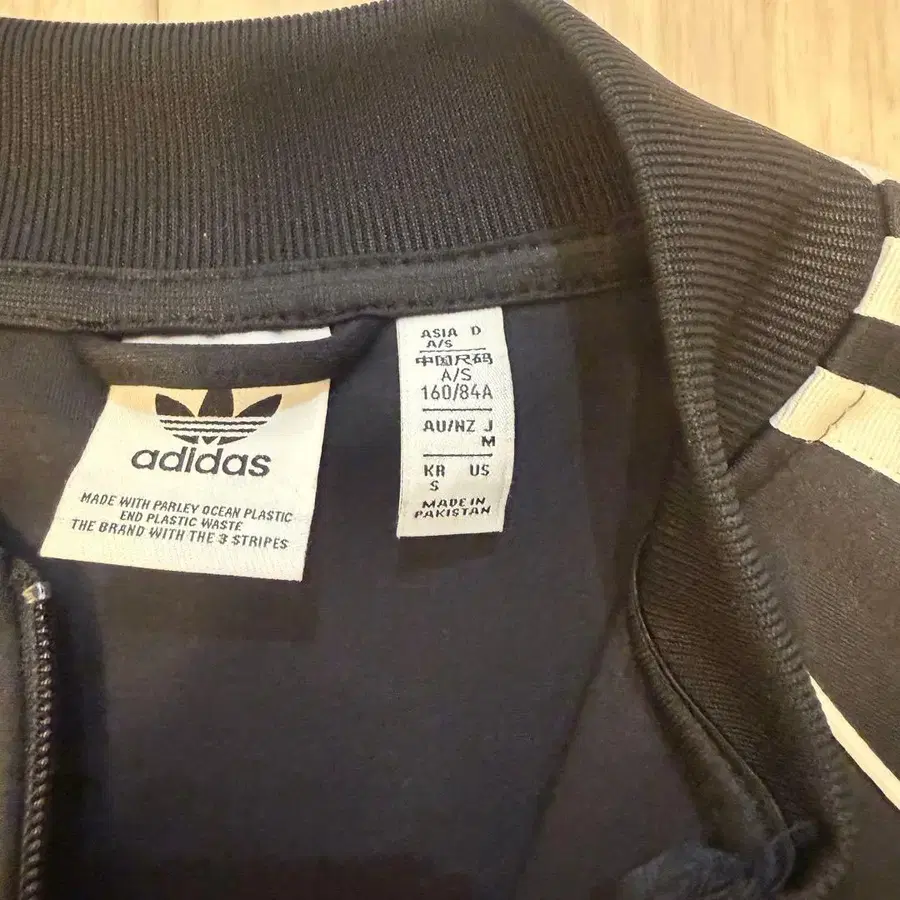 adidas
MADE WITH PARLEY OCEAN PLASTIC
END PLASTIC WASTE
THE BRAND WITH THE 3 STRIPES
ASIA D
A/S
中国尺码
A/S
160/84A
AU/NZ J
M
KR US
S
MADE IN
PAKISTAN